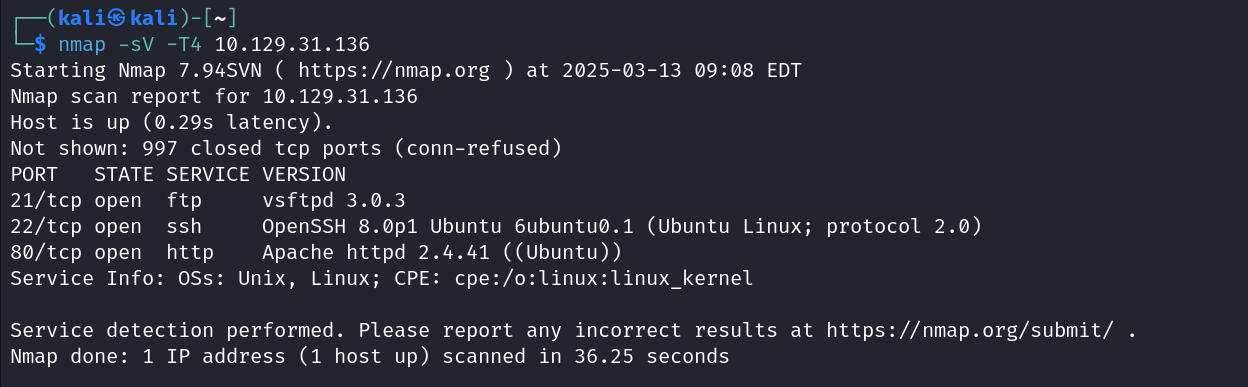 ┌──(kali㉿kali)-[~]
└─$ nmap -sV -T4 10.129.31.136
Starting Nmap 7.94SVN ( https://nmap.org ) at 2025-03-13 09:08 EDT
Nmap scan report for 10.129.31.136
Host is up (0.29s latency).
Not shown: 997 closed tcp ports (conn-refused)
PORT   STATE SERVICE VERSION
21/tcp open  ftp     vsftpd 3.0.3
22/tcp open  ssh     OpenSSH 8.0p1 Ubuntu 6ubuntu0.1 (Ubuntu Linux; protocol 2.0)
80/tcp open  http    Apache httpd 2.4.41 ((Ubuntu))
Service Info: OSs: Unix, Linux; CPE: cpe:/o:linux:linux_kernel

Service detection performed. Please report any incorrect results at https://nmap.org/submit/ .
Nmap done: 1 IP address (1 host up) scanned in 36.25 seconds